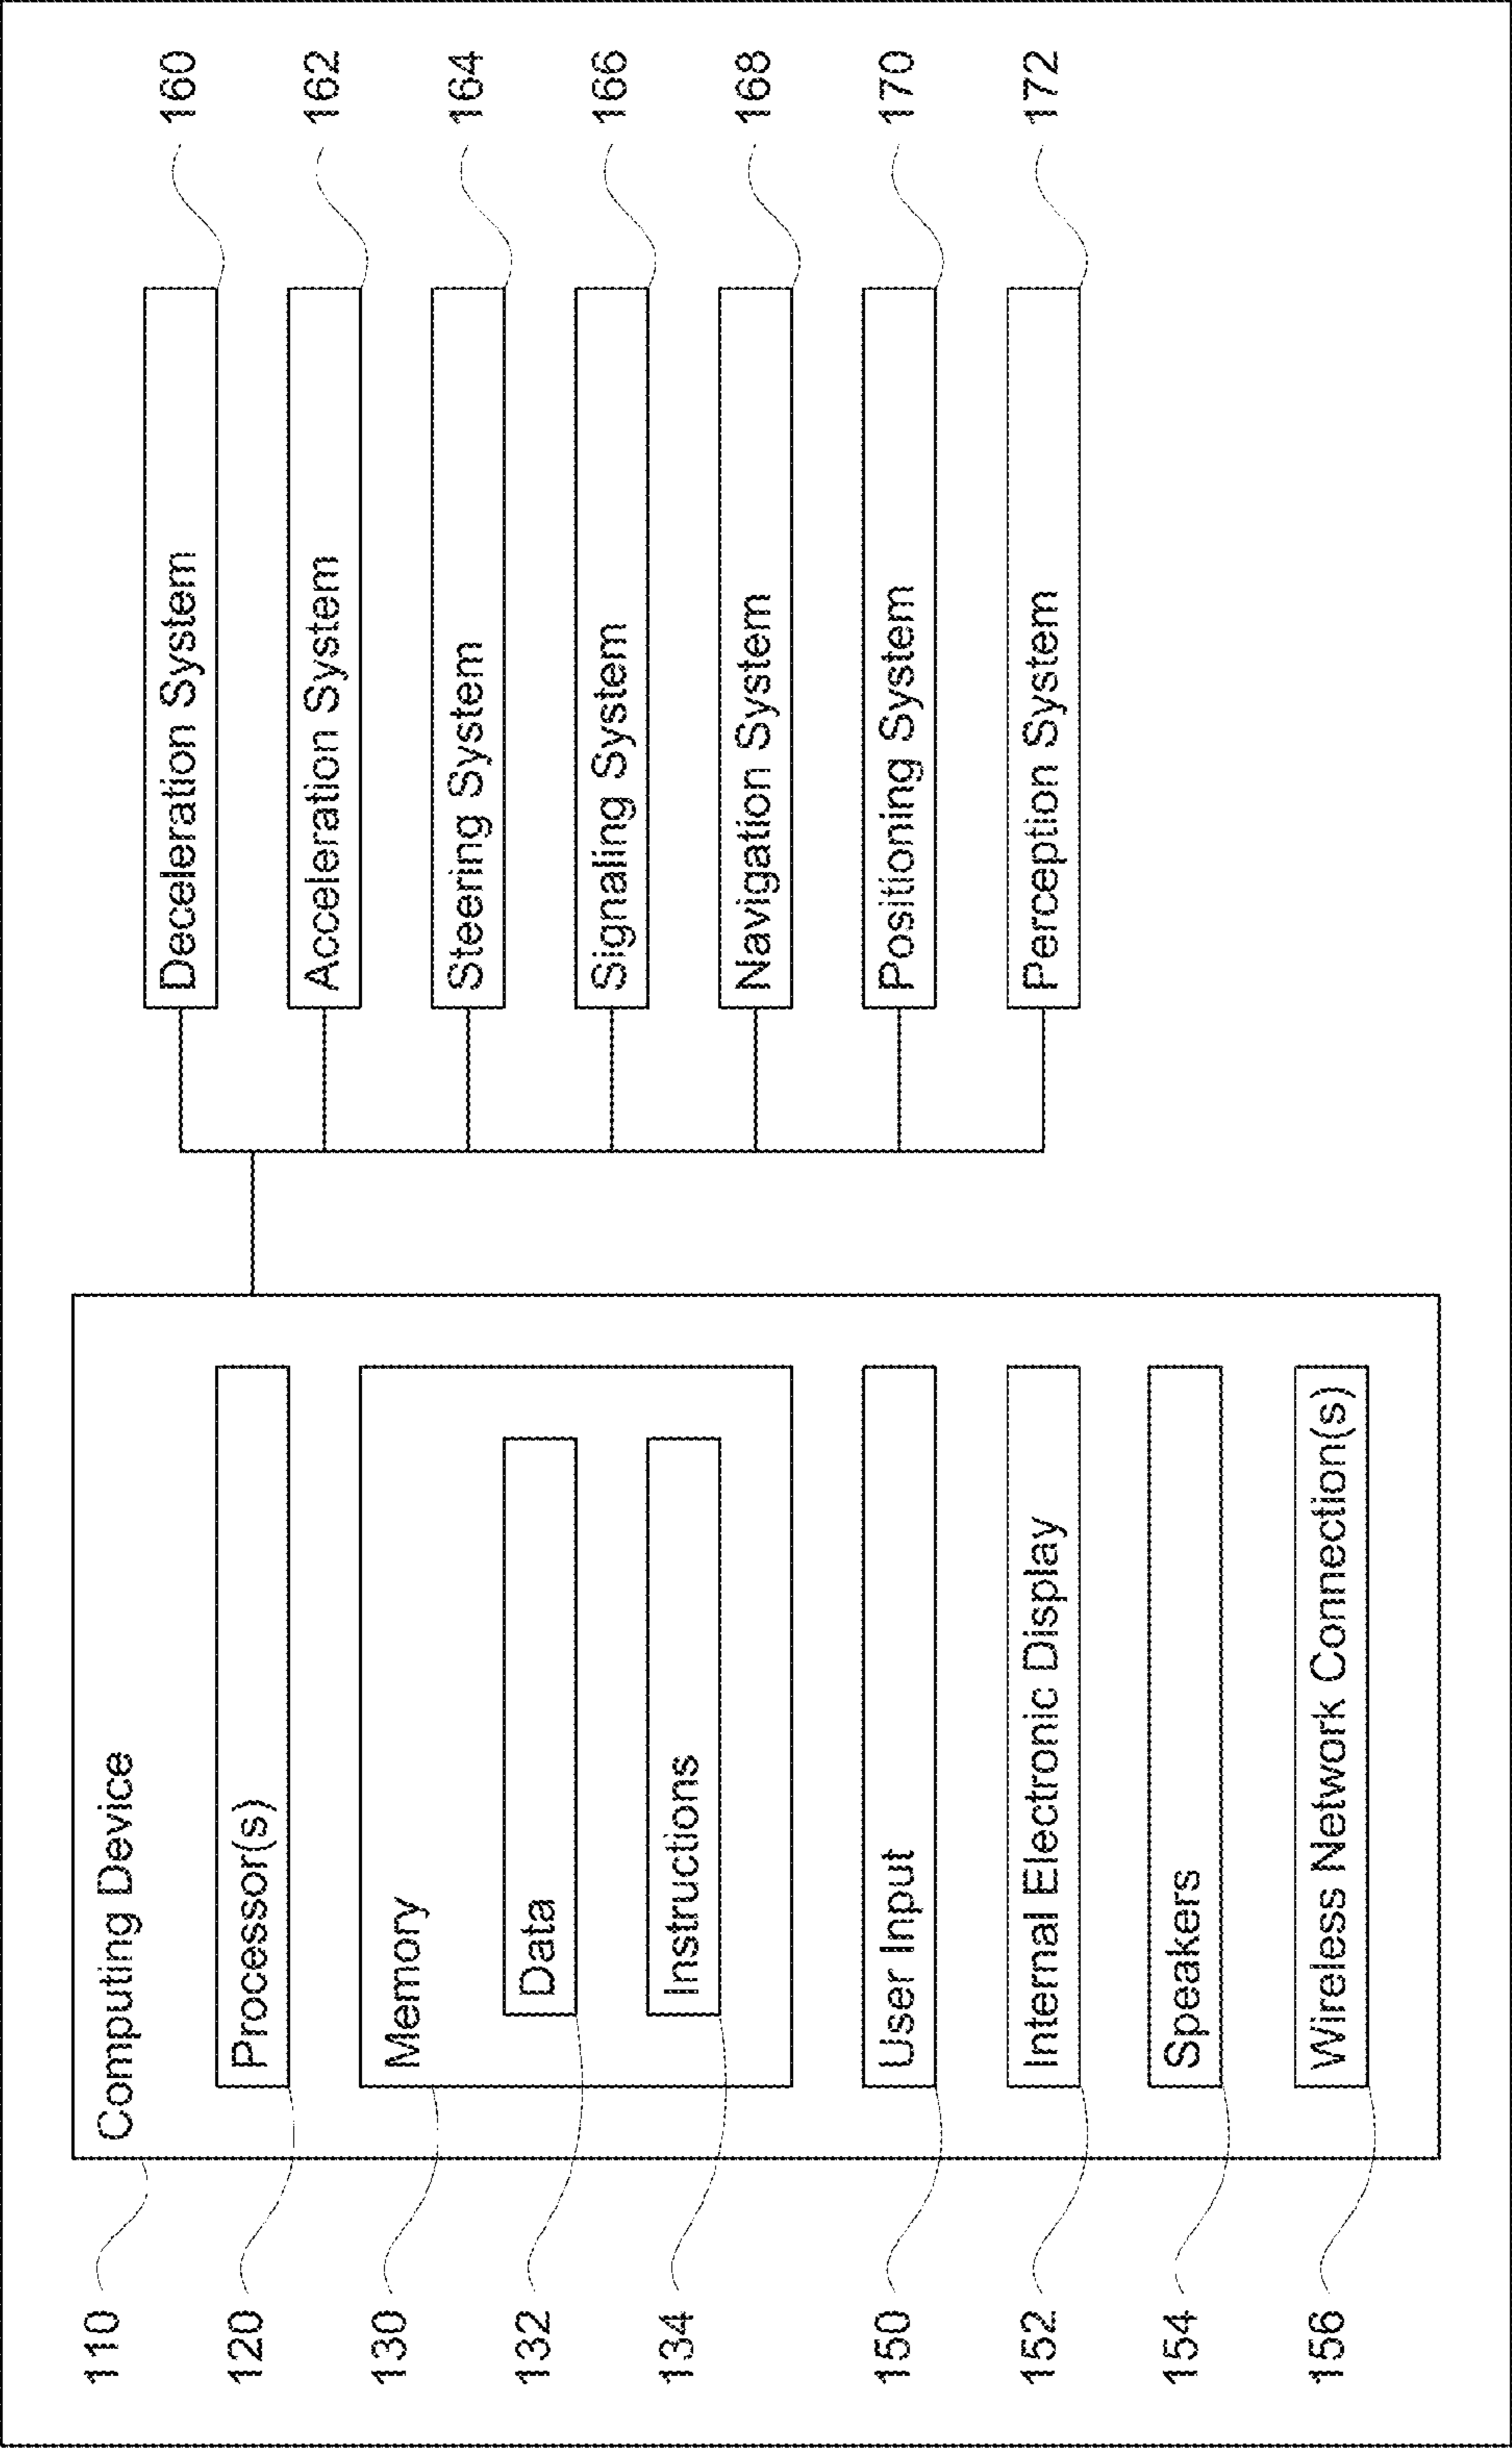 110
Computing Device
120
Processor(s)
130
Memory
132
Data
134
Instructions
150
User Input
152
Internal Electronic Display
154
Speakers
156
Wireless Network Connection(s)
Deceleration System
160
Acceleration System
162
Steering System
164
Signaling System
166
Navigation System
168
Positioning System
170
Perception System
172